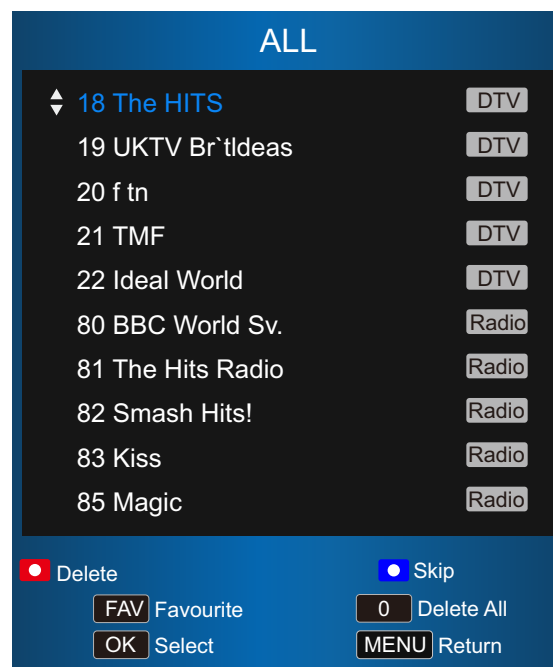 ALL
18 The HITS DTV
19 UKTV Br`tldeas DTV
20 f tn DTV
21 TMF DTV
22 Ideal World DTV
80 BBC World Sv. Radio
81 The Hits Radio Radio
82 Smash Hits! Radio
83 Kiss Radio
85 Magic Radio
Delete Skip
FAV Favourite 0 Delete All
OK Select MENU Return